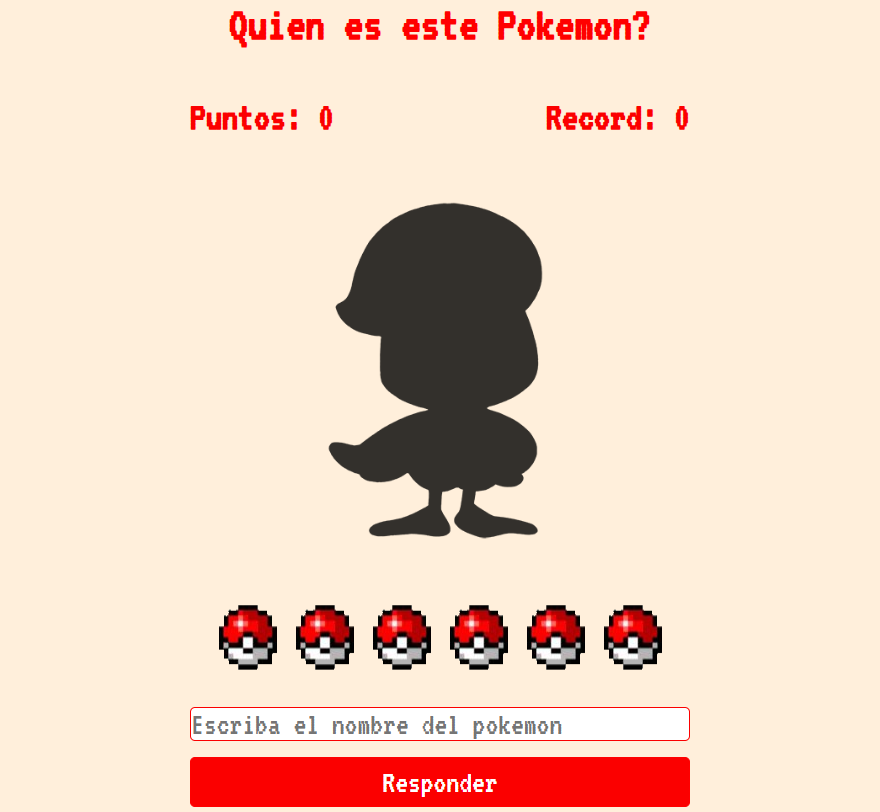 Quien es este Pokemon?
Puntos: 0
Record: 0
Escriba el nombre del pokemon
Responder